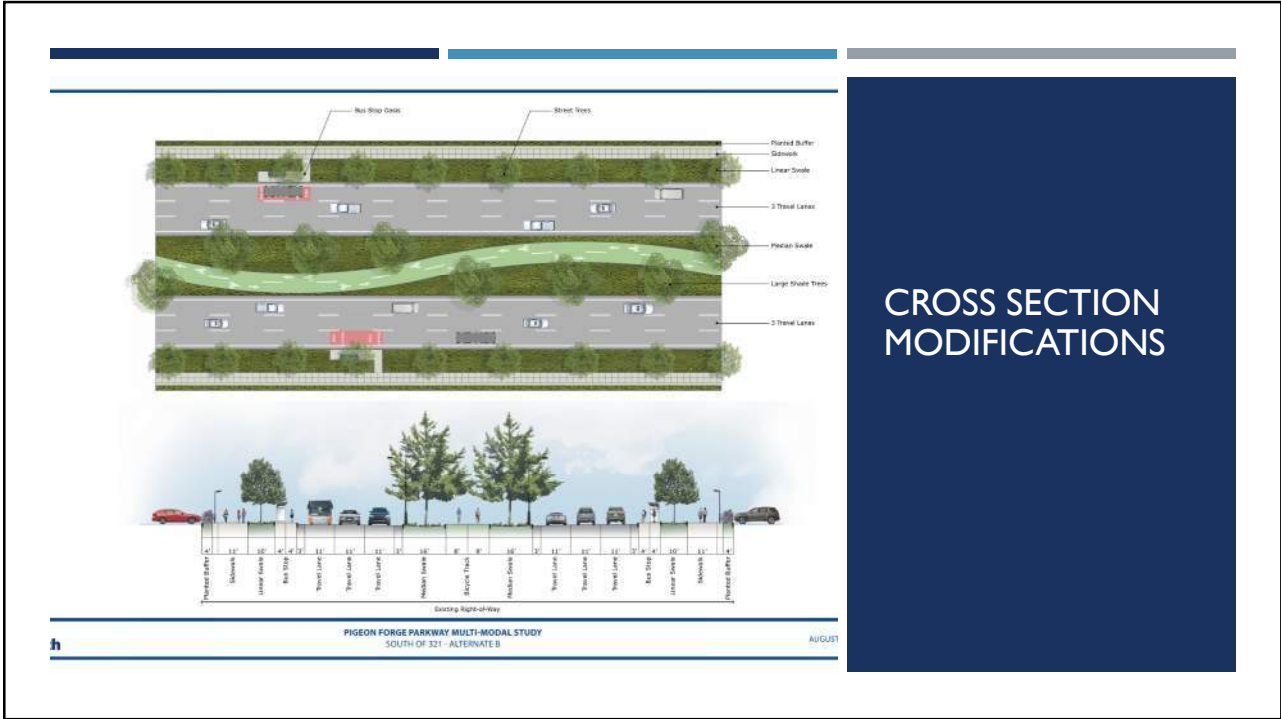 Bus Stop Oasis
Street Trees
Planted Buffer
Sidewalk
Linear Swale
3 Travel Lanes
Median Swale
Large Shade Trees
3 Travel Lanes
CROSS SECTION
MODIFICATIONS
4' 11' 10' 4' 4' 2' 11' 11' 11' 2' 16' 8' 8' 16' 2' 11' 11' 11' 2' 4' 4' 10' 11' 4'
Planted Buffer
Sidewalk
Linear Swale
Bus Stop
Travel Lane
Travel Lane
Travel Lane
Median Swale
Bicycle Track
Median Swale
Travel Lane
Travel Lane
Travel Lane
Bus Stop
Linear Swale
Sidewalk
Planted Buffer
Existing Right-of-Way
PIGEON FORGE PARKWAY MULTI-MODAL STUDY
SOUTH OF 321 - ALTERNATE B
h
AUGUST